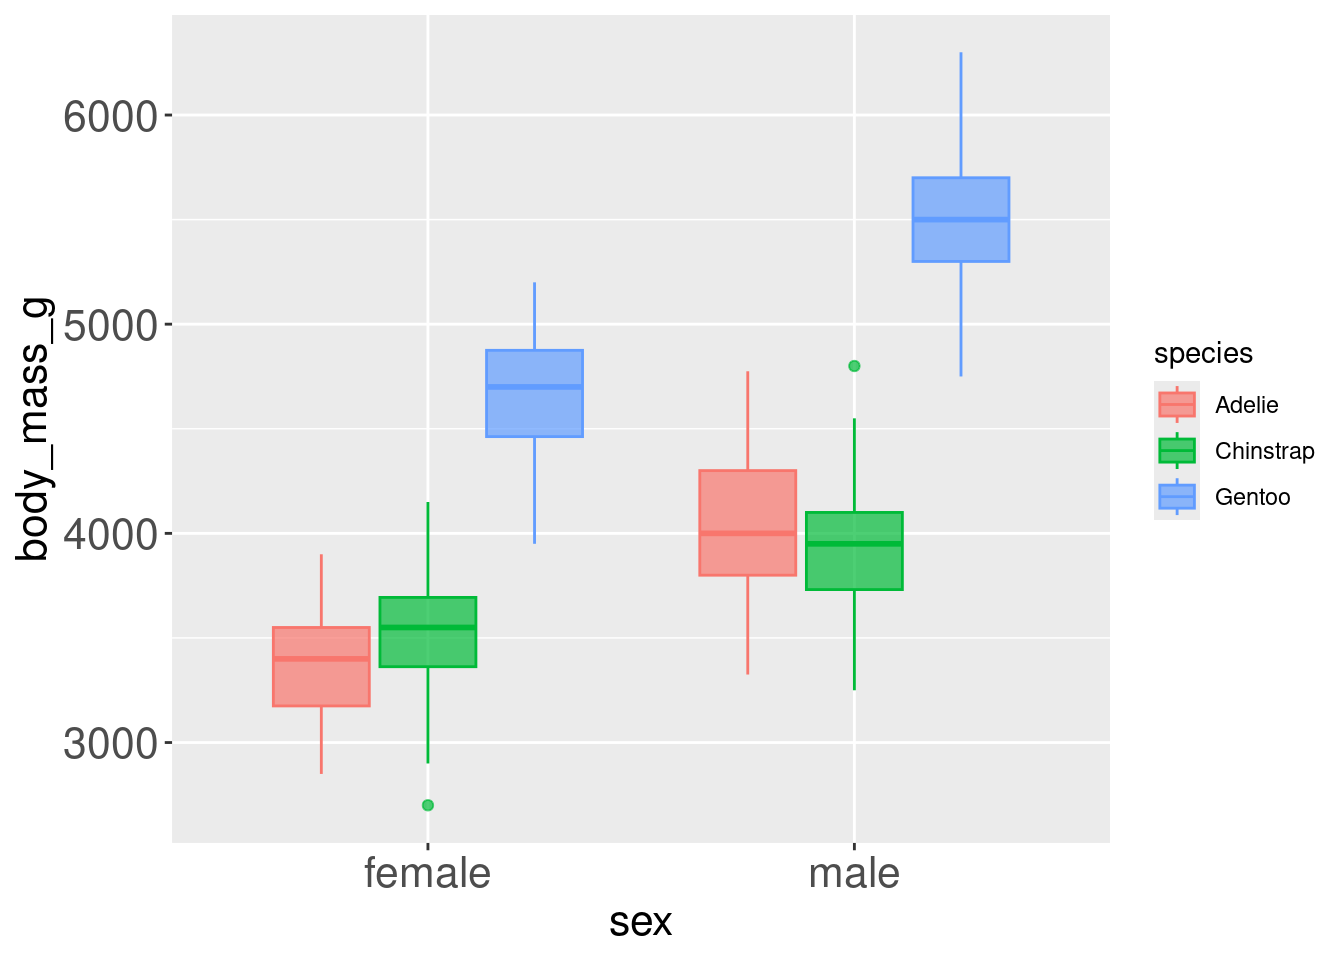 body_mass_g
6000
5000
4000
3000
female
male
sex
species
Adelie
Chinstrap
Gentoo